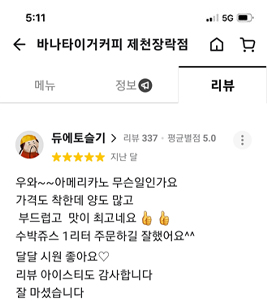 5:11 5G
바나타이거커피 제천장락점
메뉴 정보 리뷰
듀에토슬기 > 리뷰 337 · 평균별점 5.0
★★★★★ 지난 달
우와~~아메리카노 무슨일인가요
가격도 착한데 양도 많고
부드럽고 맛이 최고네요👍👍
수박쥬스 1리터 주문하길 잘했어요^^
달달 시원 좋아요♡
리뷰 아이스티도 감사합니다
잘 마셨습니다